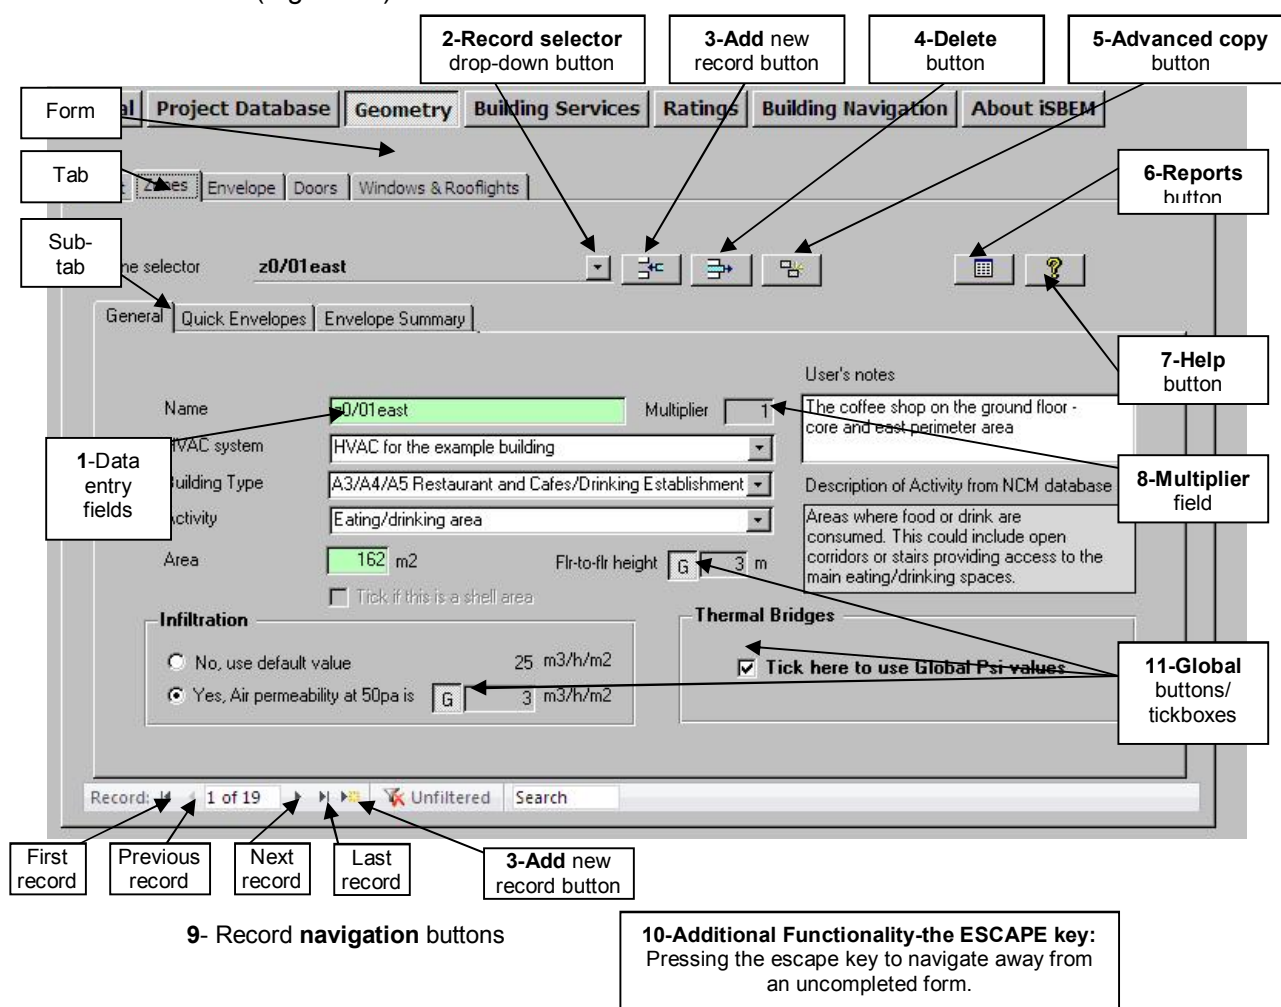 2-Record selector
drop-down button
3-Add new
record button
4-Delete
button
5-Advanced copy
button
Form
al
Project Database
Geometry
Building Services
Ratings
Building Navigation
About iSBEM
Tab
Zones
Envelope
Doors
Windows & Rooflights
6-Reports
button
Sub-
tab
ne selector
z0/01east
General
Quick Envelopes
Envelope Summary
7-Help
button
User's notes
Name
z0/01east
Multiplier
1
The coffee shop on the ground floor -
core and east perimeter area
1-Data
entry
fields
HVAC system
HVAC for the example building
Building Type
A3/A4/A5 Restaurant and Cafes/Drinking Establishment
Description of Activity from NCM database
8-Multiplier
field
Activity
Eating/drinking area
Areas where food or drink are
consumed. This could include open
corridors or stairs providing access to the
main eating/drinking spaces.
Area
162 m2
Flr-to-flr height
G
3 m
Tick if this is a shell area
Infiltration
No, use default value
25 m3/h/m2
Yes, Air permeability at 50pa is
G
3 m3/h/m2
Thermal Bridges
Tick here to use Global Psi values
11-Global
buttons/
tickboxes
Record:
1 of 19
Unfiltered
Search
First
record
Previous
record
Next
record
Last
record
3-Add new
record button
9- Record navigation buttons
10-Additional Functionality-the ESCAPE key:
Pressing the escape key to navigate away from
an uncompleted form.